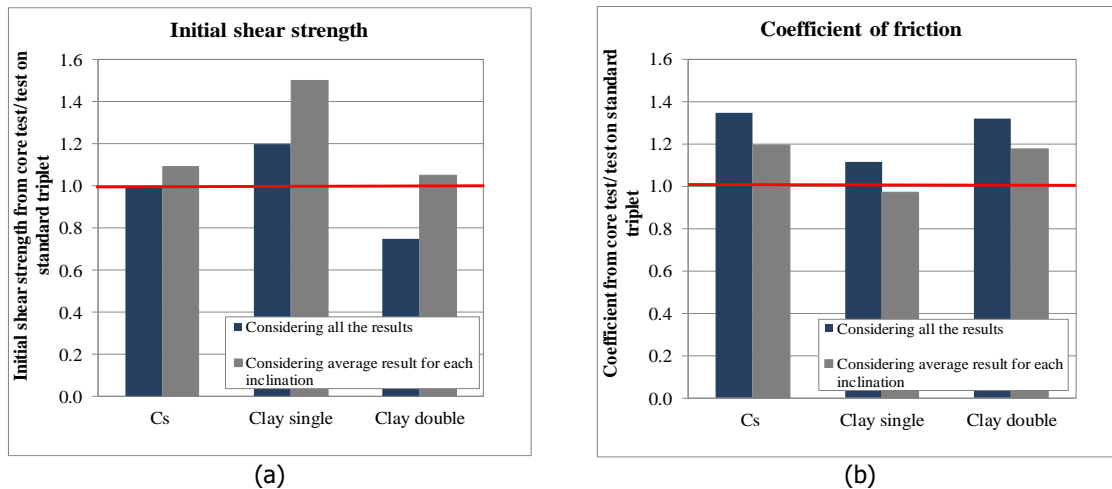 Initial shear strength
Initial shear strength from core test/test on
standard triplet
1.6
1.4
1.2
1.0
0.8
0.6
0.4
0.2
0.0
Considering all the results
Considering average result for each
inclination
Cs
Clay single
Clay double
(a)
Coefficient of friction
Coefficient from core test/test on standard
triplet
1.6
1.4
1.2
1.0
0.8
0.6
0.4
0.2
0.0
Considering all the results
Considering average result for each
inclination
Cs
Clay single
Clay double
(b)